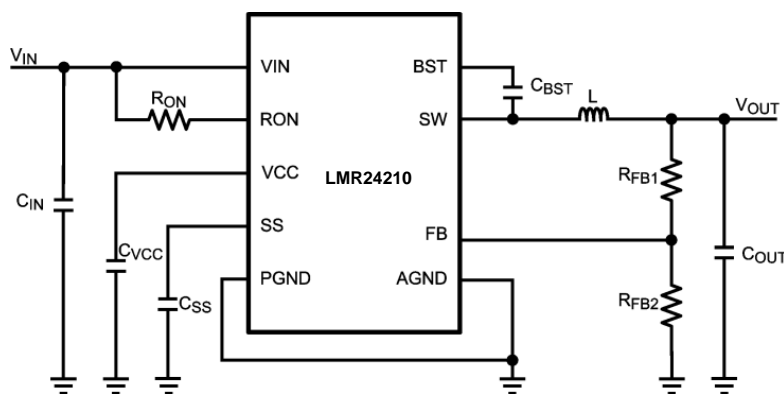 VIN
VIN
BST
CBST
L
VOUT
RON
RON
SW
VCC
LMR24210
RFB1
CIN
SS
FB
CVCC
COUT
PGND
AGND
CSS
RFB2